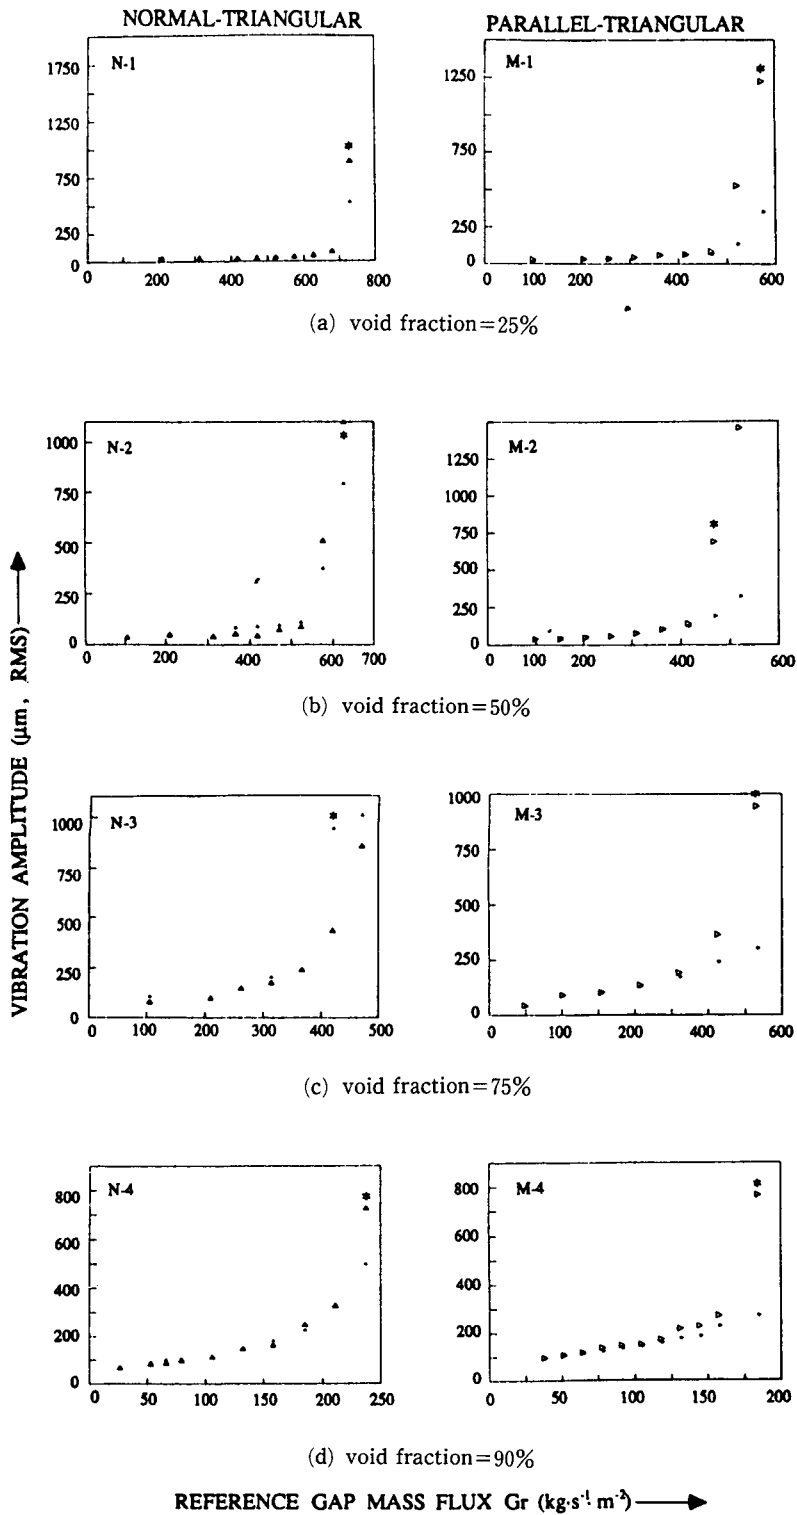 NORMAL-TRIANGULAR PARALLEL-TRIANGULAR
N-1
1750
1250
750
250
0
0 200 400 600 800
M-1
1250
750
250
0
0 100 200 300 400 600
(a) void fraction=25%
N-2
1000
750
500
250
0
0 100 200 300 400 500 600 700
M-2
1250
1000
750
500
250
0
0 100 200 400 600
(b) void fraction=50%
N-3
1000
750
500
250
0
0 100 200 300 400 500
M-3
1000
750
500
250
0
0 100 200 400 600
(c) void fraction=75%
N-4
800
600
400
200
0
0 50 100 150 200 250
M-4
800
600
400
200
0
0 25 50 75 100 150 200
(d) void fraction=90%
VIBRATION AMPLITUDE (μm, RMS)
REFERENCE GAP MASS FLUX Gr (kg·s⁻¹·m⁻²)